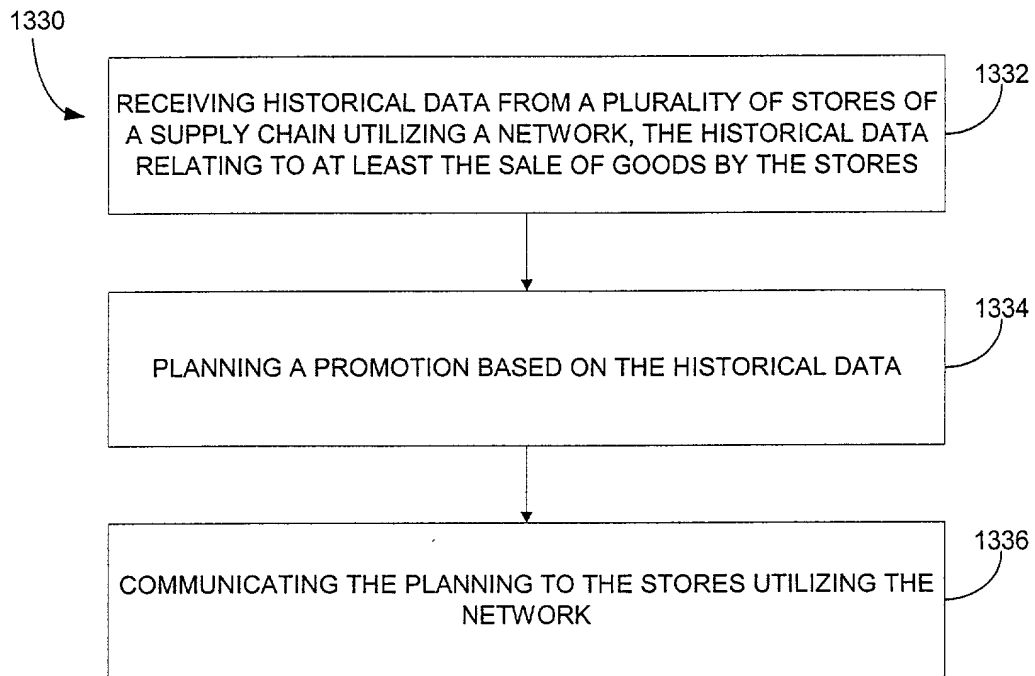 1330
1332
RECEIVING HISTORICAL DATA FROM A PLURALITY OF STORES OF
A SUPPLY CHAIN UTILIZING A NETWORK, THE HISTORICAL DATA
RELATING TO AT LEAST THE SALE OF GOODS BY THE STORES
1334
PLANNING A PROMOTION BASED ON THE HISTORICAL DATA
1336
COMMUNICATING THE PLANNING TO THE STORES UTILIZING THE
NETWORK